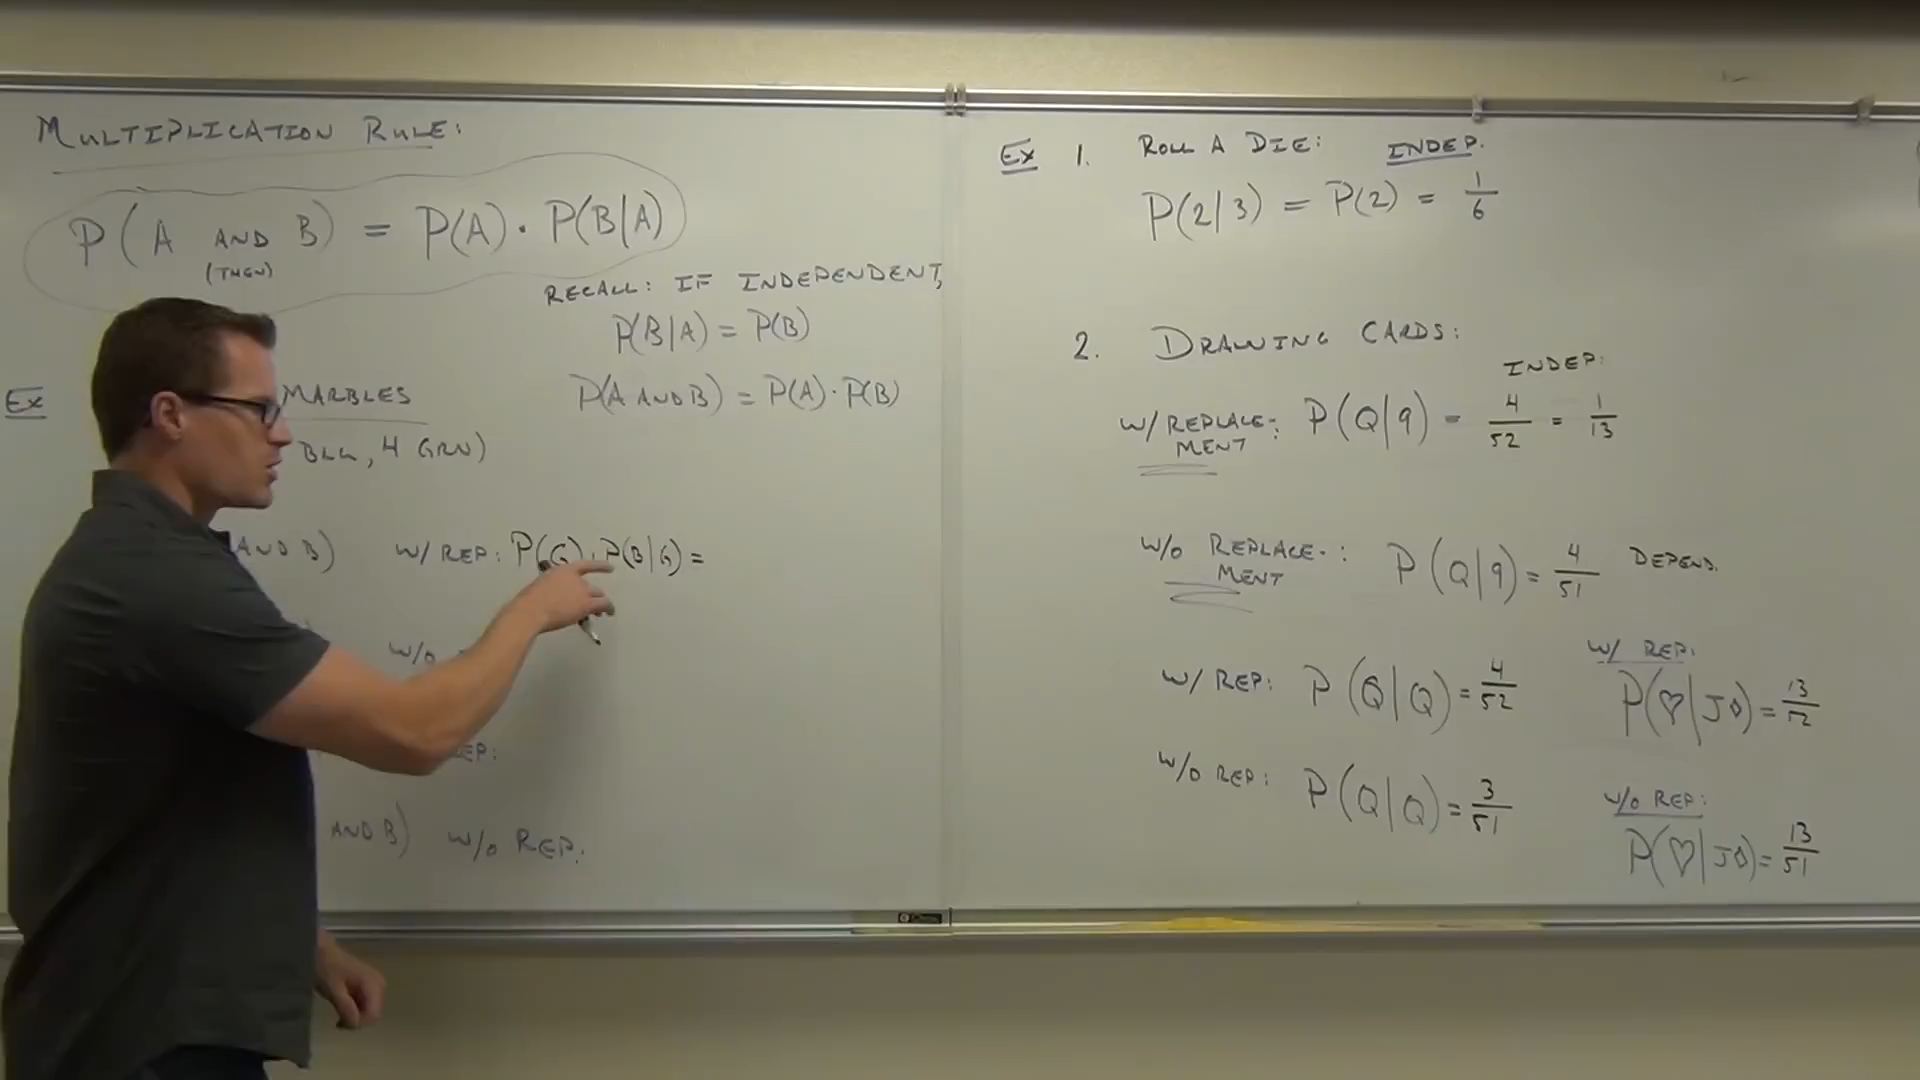 MULTIPLICATION RULE:
P(A AND B) = P(A) · P(B|A)
(THEN)
RECALL: IF INDEPENDENT,
P(B|A) = P(B)
P(A AND B) = P(A) · P(B)
Ex MARBLES
BLU, 4 GRN)
AND B) W/ REP: P(G) · P(B|G) =
W/O
EP:
AND B) W/O REP:
Ex 1. ROLL A DIE: INDEP.
P(2|3) = P(2) = 1/6
2. DRAWING CARDS:
INDEP:
W/ REPLACE-MENT: P(Q|9) = 4/52 = 1/13
W/O REPLACE-MENT: P(Q|9) = 4/51 DEPEND.
W/ REP: P(Q|Q) = 4/52
W/O REP: P(Q|Q) = 3/51
W/ REP:
P(♡|J◊) = 13/52
W/O REP:
P(♡|J◊) = 13/51